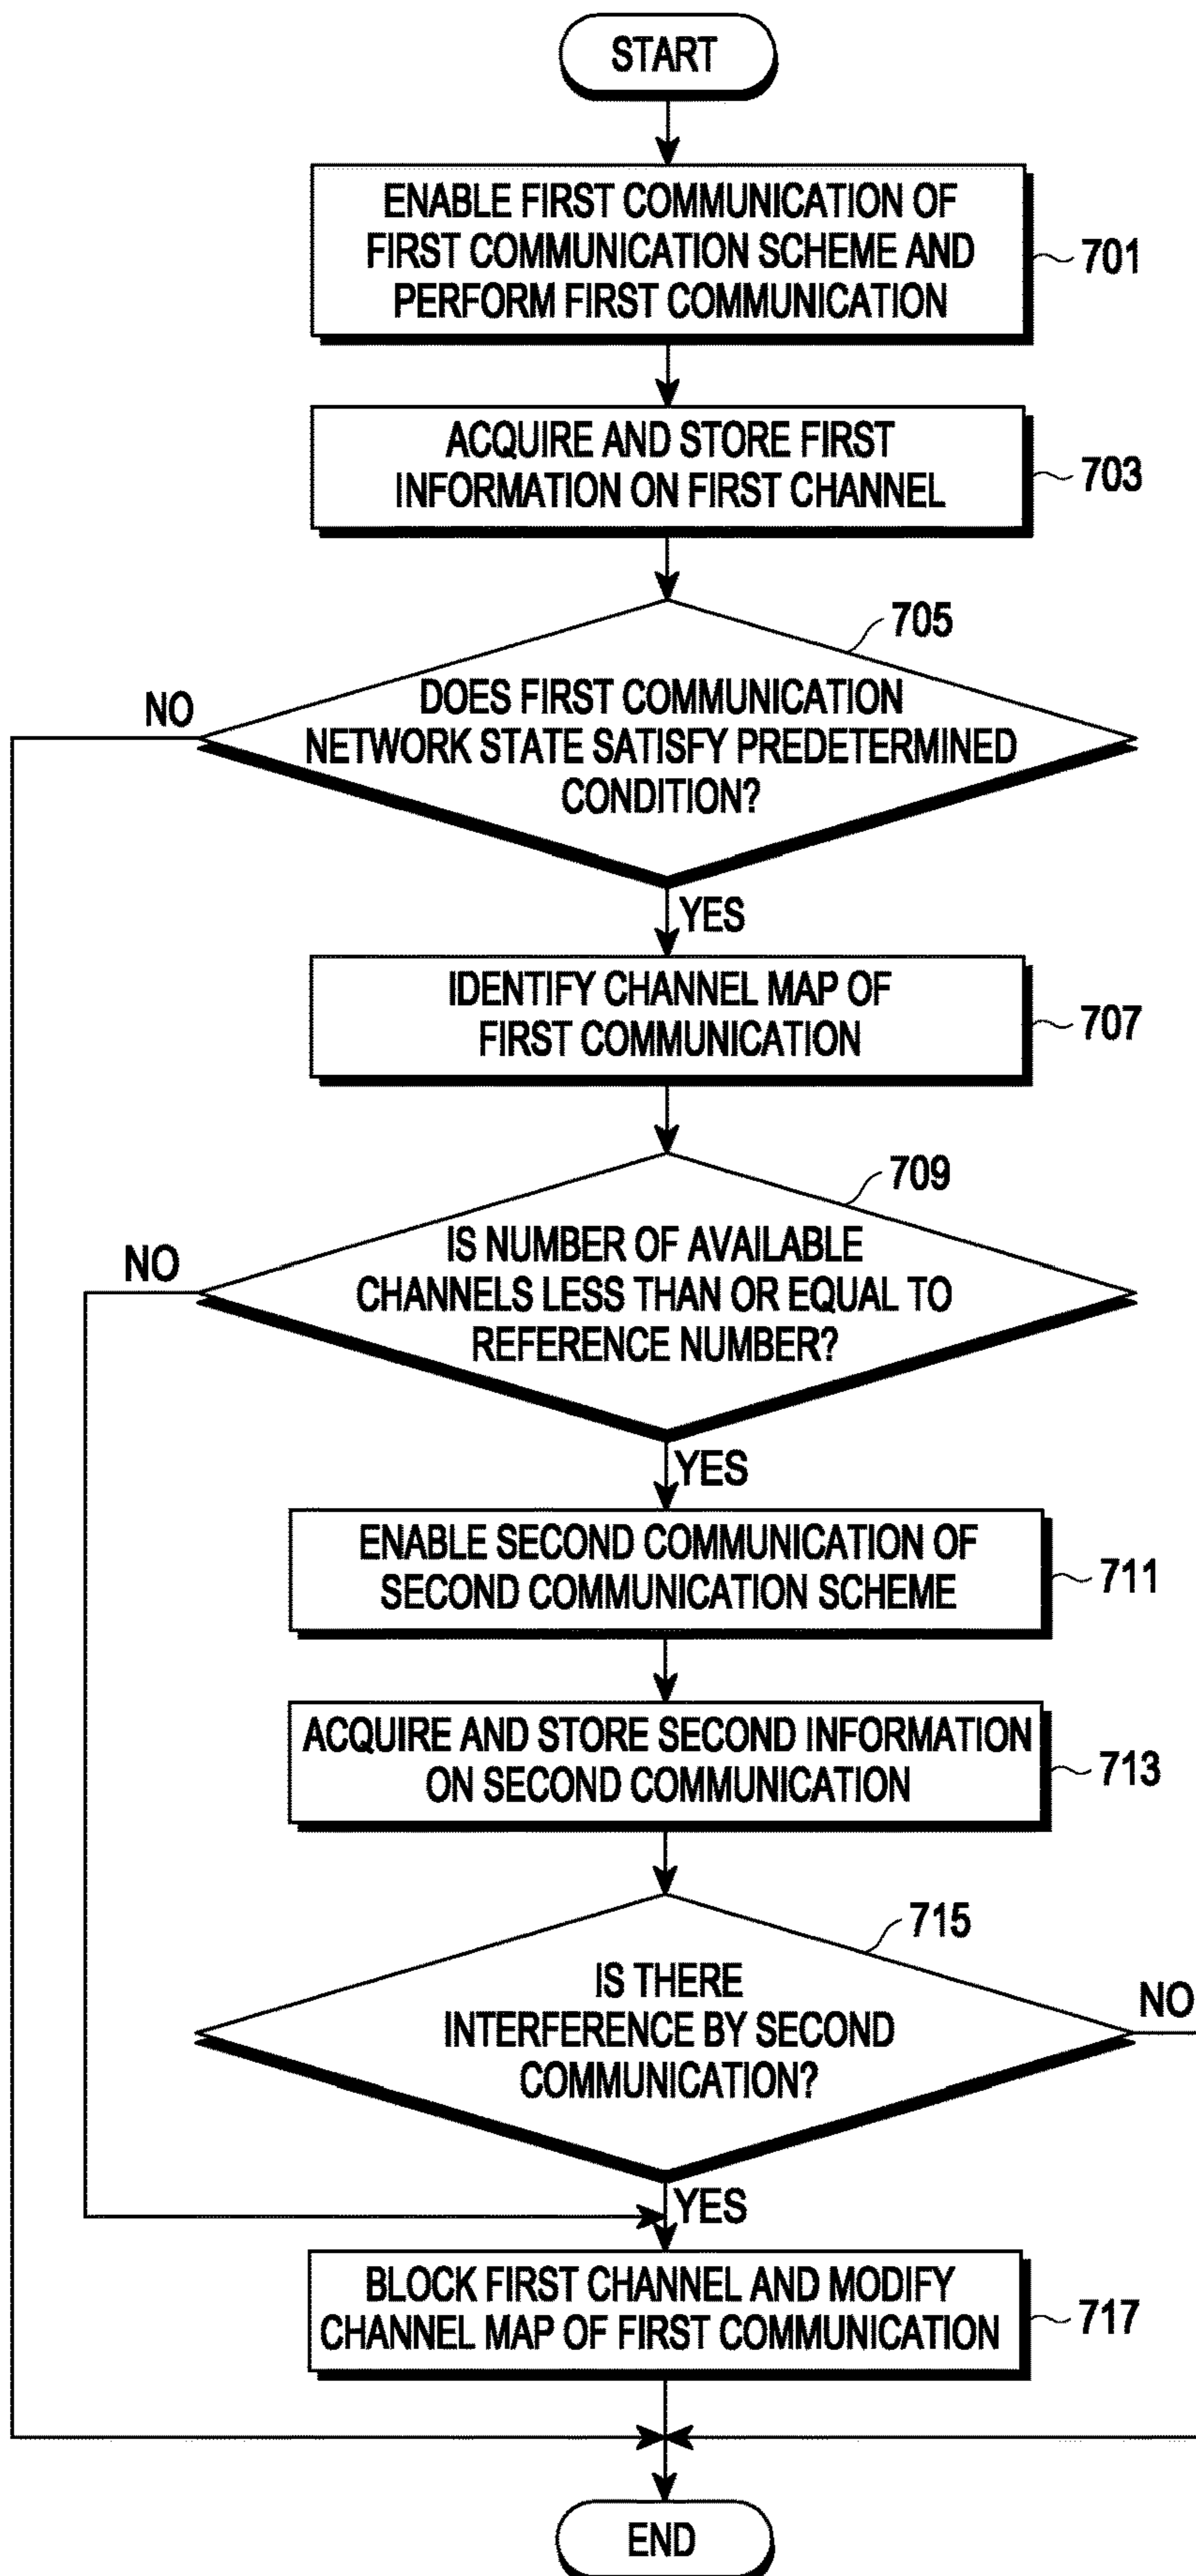 START
ENABLE FIRST COMMUNICATION OF
FIRST COMMUNICATION SCHEME AND
PERFORM FIRST COMMUNICATION
701
ACQUIRE AND STORE FIRST
INFORMATION ON FIRST CHANNEL
703
705
NO
DOES FIRST COMMUNICATION
NETWORK STATE SATISFY PREDETERMINED
CONDITION?
YES
IDENTIFY CHANNEL MAP OF
FIRST COMMUNICATION
707
709
NO
IS NUMBER OF AVAILABLE
CHANNELS LESS THAN OR EQUAL TO
REFERENCE NUMBER?
YES
ENABLE SECOND COMMUNICATION OF
SECOND COMMUNICATION SCHEME
711
ACQUIRE AND STORE SECOND INFORMATION
ON SECOND COMMUNICATION
713
715
IS THERE
INTERFERENCE BY SECOND
COMMUNICATION?
NO
YES
BLOCK FIRST CHANNEL AND MODIFY
CHANNEL MAP OF FIRST COMMUNICATION
717
END